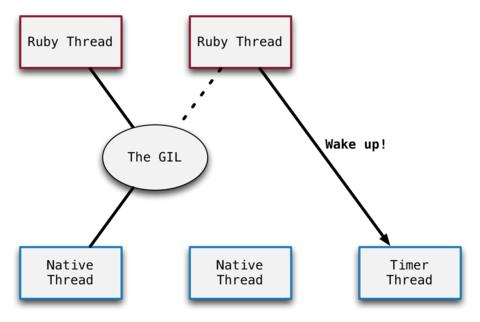 Ruby Thread
Ruby Thread
Wake up!
The GIL
Native
Thread
Native
Thread
Timer
Thread